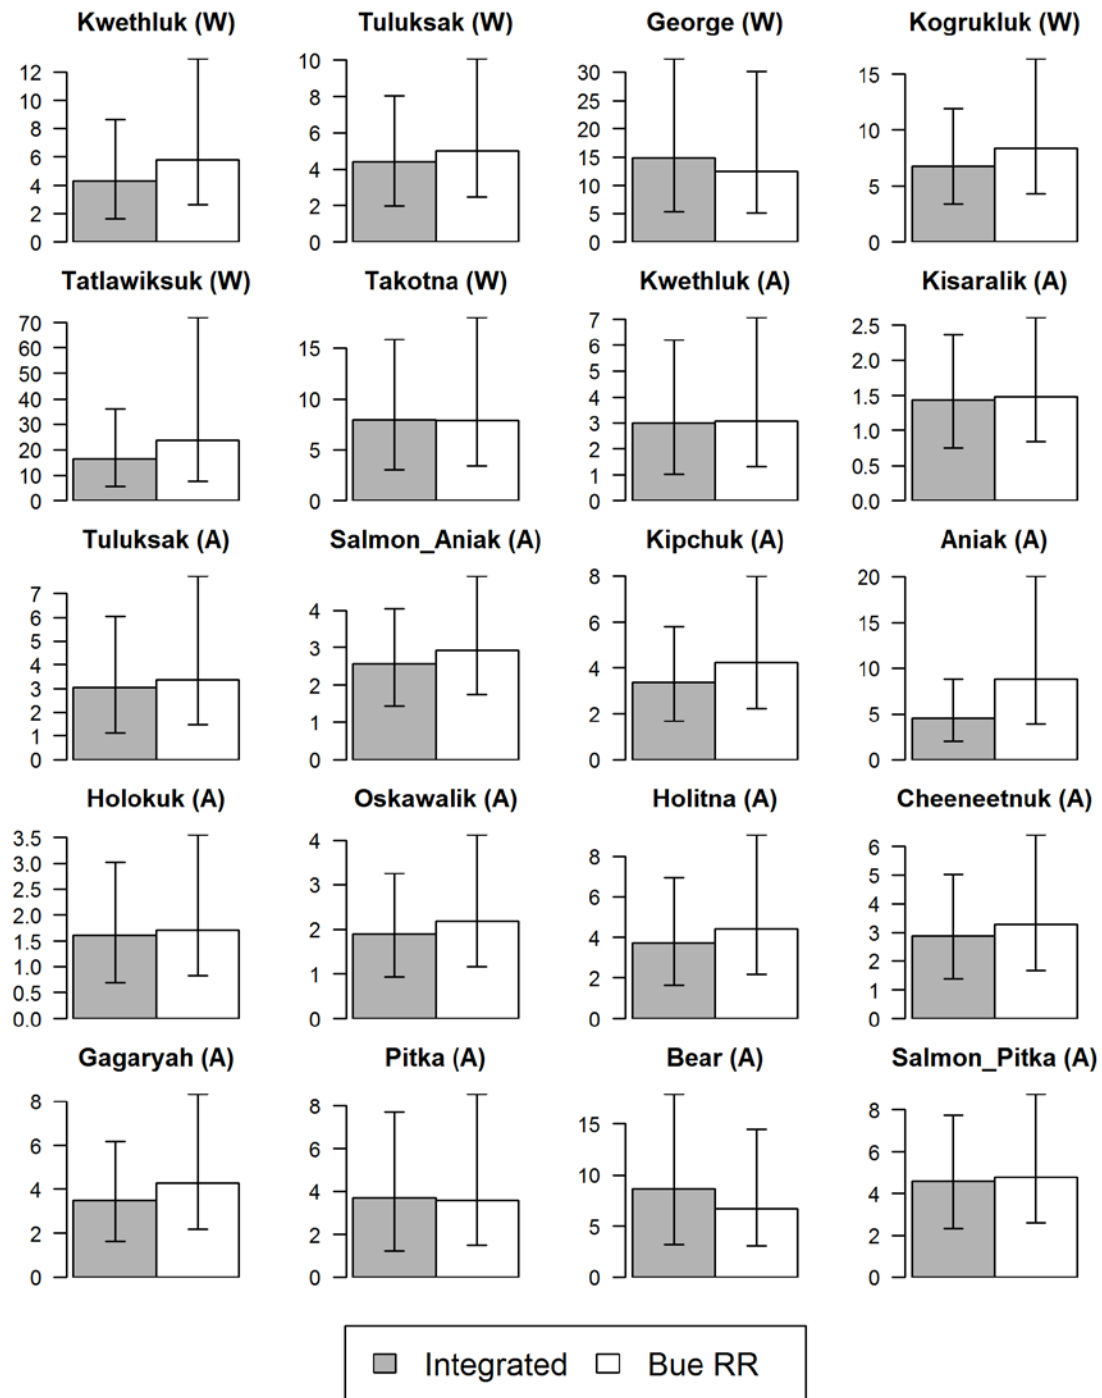 Kwethluk (W) Tuluksak (W) George (W) Kogrukluk (W)
12 10 30 15
10 8 25 10
8 6 20 5
6 4 15 0
4 2 10
2 0 5
0 0
Tatlawiksuk (W) Takotna (W) Kwethluk (A) Kisaralik (A)
70 15 7 2.5
60 10 6 2.0
50 5 5 1.5
40 0 4 1.0
30 3 0.5
20 2 0.0
10 1
0 0
Tuluksak (A) Salmon_Aniak (A) Kipchuk (A) Aniak (A)
7 4 8 20
6 3 6 15
5 2 4 10
4 1 2 5
3 0 0 0
2
1
0
Holokuk (A) Oskawalik (A) Holitna (A) Cheeneetnuk (A)
3.5 4 8 6
3.0 3 6 5
2.5 2 4 4
2.0 1 2 3
1.5 0 0 2
1.0 1
0.5 0
0.0
Gagaryah (A) Pitka (A) Bear (A) Salmon_Pitka (A)
8 8 15 8
6 6 10 6
4 4 5 4
2 2 0 2
0 0 0
Integrated Bue RR